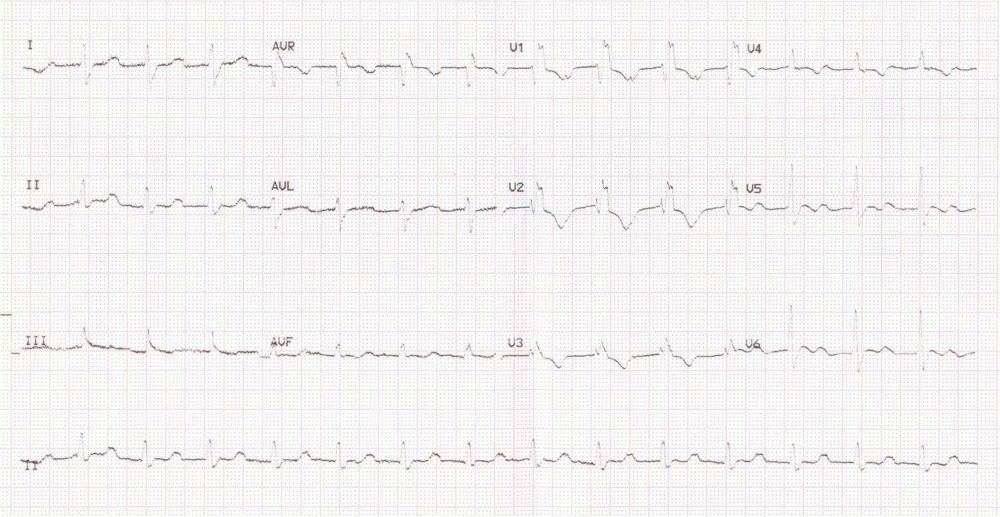 I AVR V1 V4
II AVL V2 V5
III AVF V3 V6
II